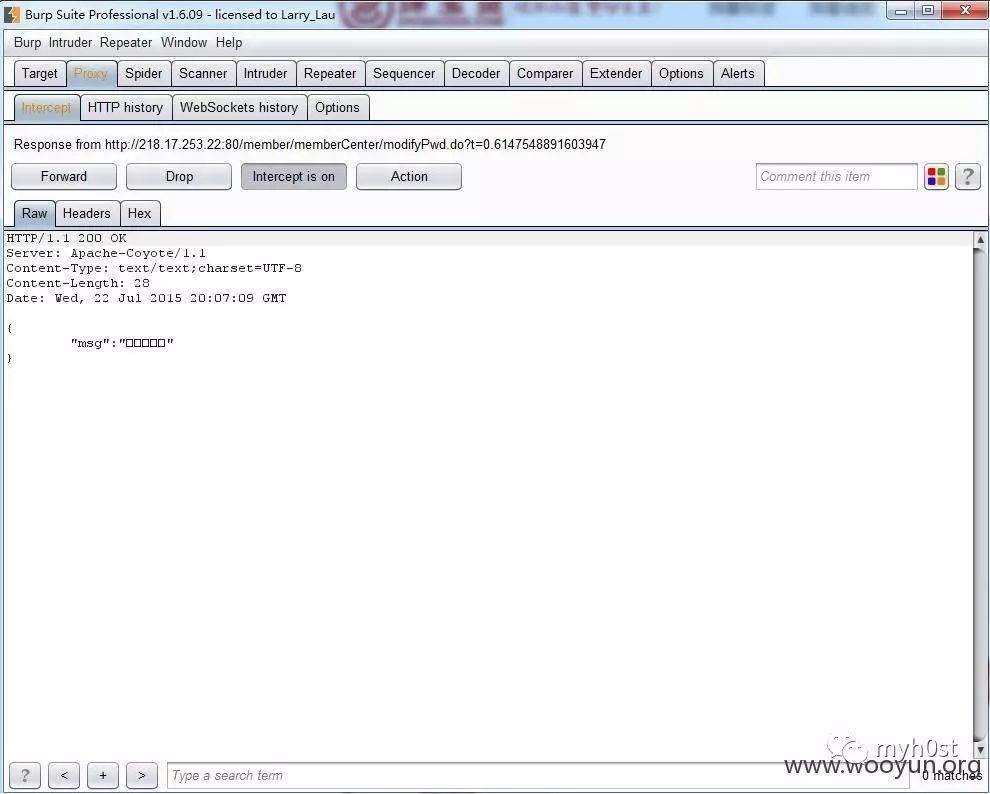 Burp Suite Professional v1.6.09 - licensed to Larry_Lau
Burp Intruder Repeater Window Help
Target Proxy Spider Scanner Intruder Repeater Sequencer Decoder Comparer Extender Options Alerts
Intercept HTTP history WebSockets history Options
Response from http://218.17.253.22:80/member/memberCenter/modifyPwd.do?t=0.6147548891603947
Forward Drop Intercept is on Action Comment this item ?
Raw Headers Hex
HTTP/1.1 200 OK
Server: Apache-Coyote/1.1
Content-Type: text/text;charset=UTF-8
Content-Length: 28
Date: Wed, 22 Jul 2015 20:07:09 GMT
{
"msg":"□□□□□"
}
myh0st
www.wooyun.org
? < + > Type a search term 0 matches